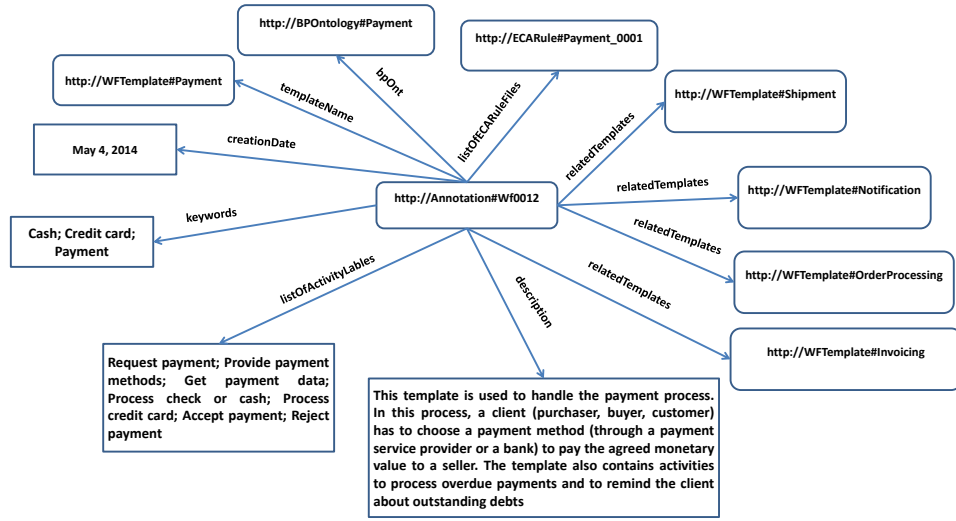 http://BPOntology#Payment
http://ECARule#Payment_0001
http://WFTemplate#Payment
http://WFTemplate#Shipment
bpOnt
templateName
listOfECARuleFiles
relatedTemplates
May 4, 2014
creationDate
http://Annotation#Wf0012
relatedTemplates
http://WFTemplate#Notification
keywords
relatedTemplates
Cash; Credit card;
Payment
http://WFTemplate#OrderProcessing
listOfActivityLables
description
relatedTemplates
http://WFTemplate#Invoicing
Request payment; Provide payment
methods; Get payment data;
Process check or cash; Process
credit card; Accept payment; Reject
payment
This template is used to handle the payment process.
In this process, a client (purchaser, buyer, customer)
has to choose a payment method (through a payment
service provider or a bank) to pay the agreed monetary
value to a seller. The template also contains activities
to process overdue payments and to remind the client
about outstanding debts